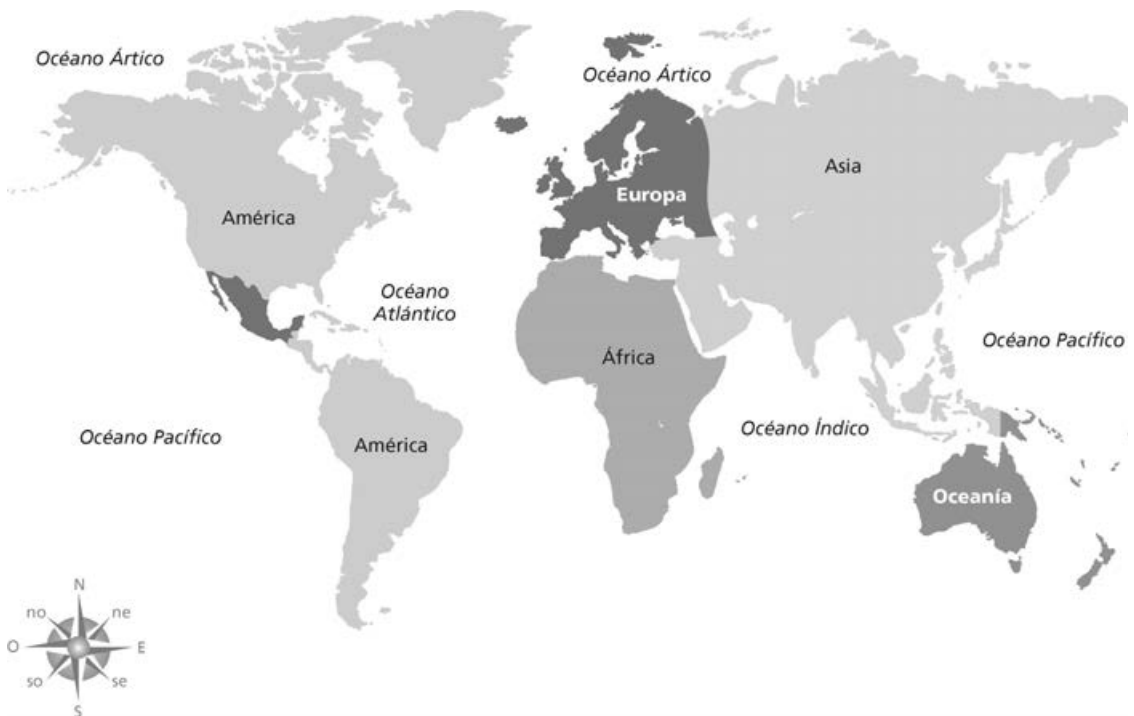 Océano Ártico
Océano Ártico
Asia
Europa
América
Océano
Atlántico
Océano Pacífico
África
Océano Índico
Océano Pacífico
América
Oceanía
N
no
ne
O
E
so
se
S